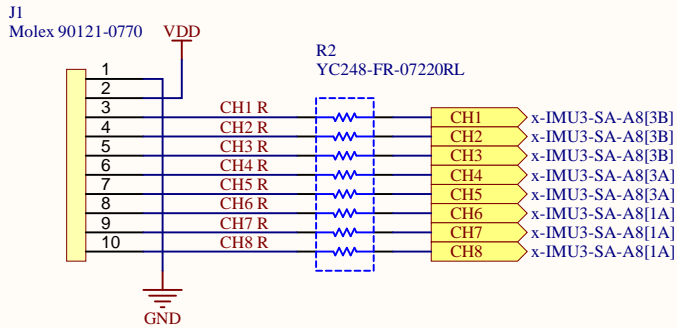 J1
Molex 90121-0770
VDD
R2
YC248-FR-07220RL
1
2
3 CH1 R CH1 x-IMU3-SA-A8[3B]
4 CH2 R CH2 x-IMU3-SA-A8[3B]
5 CH3 R CH3 x-IMU3-SA-A8[3B]
6 CH4 R CH4 x-IMU3-SA-A8[3A]
7 CH5 R CH5 x-IMU3-SA-A8[3A]
8 CH6 R CH6 x-IMU3-SA-A8[1A]
9 CH7 R CH7 x-IMU3-SA-A8[1A]
10 CH8 R CH8 x-IMU3-SA-A8[1A]
GND